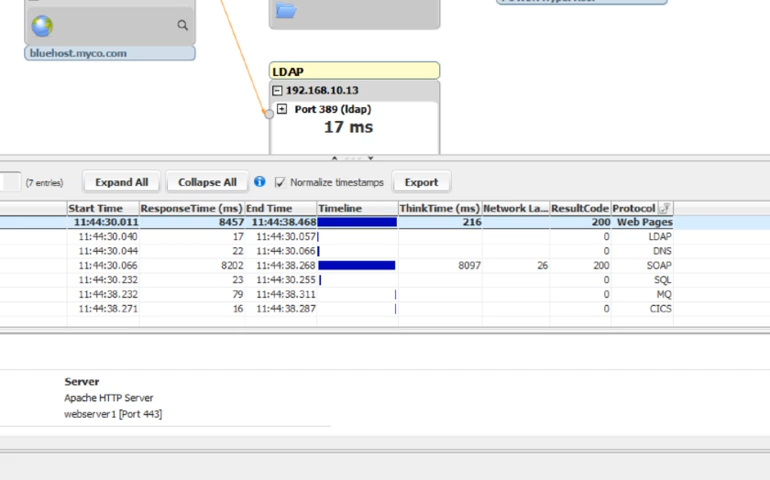 bluehost.myco.com
LDAP
192.168.10.13
Port 389 (ldap)
17 ms
(7 entries) Expand All Collapse All Normalize timestamps Export
Start Time ResponseTime (ms) End Time Timeline ThinkTime (ms) Network La... ResultCode Protocol
11:44:30.011 8457 11:44:38.468 216 200 Web Pages
11:44:30.040 17 11:44:30.057 0 LDAP
11:44:30.044 22 11:44:30.066 0 DNS
11:44:30.066 8202 11:44:38.268 8097 26 200 SOAP
11:44:30.232 23 11:44:30.255 0 SQL
11:44:38.232 79 11:44:38.311 0 MQ
11:44:38.271 16 11:44:38.287 0 CICS
Server
Apache HTTP Server
webserver1 [Port 443]